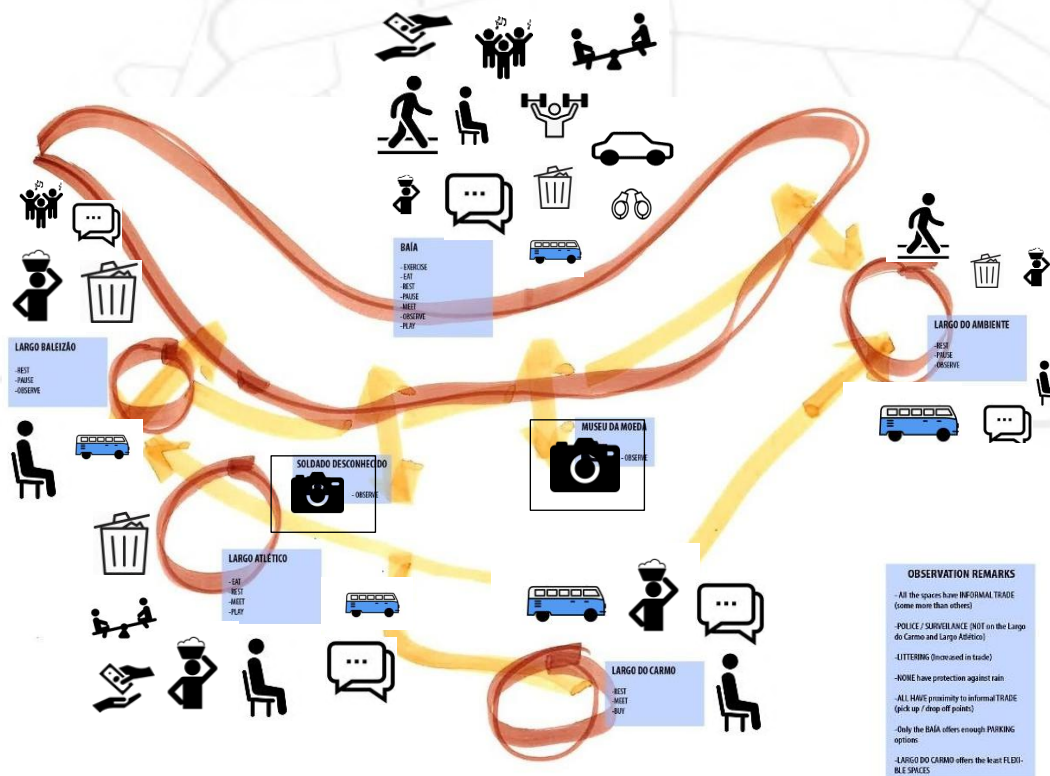 BAÍA
-EXERCISE
-EAT
-REST
-PAUSE
-MEET
-OBSERVE
-PLAY
LARGO BALEIZÃO
-REST
-PAUSE
-OBSERVE
LARGO DO AMBIENTE
-REST
-PAUSE
-OBSERVE
MUSEU DA MOEDA
- OBSERVE
SOLDADO DESCONHECIDO
- OBSERVE
LARGO ATLÉTICO
- EAT
-REST
-MEET
-PLAY
LARGO DO CARMO
-REST
-MEET
-BUY
OBSERVATION REMARKS
- All the spaces have INFORMAL TRADE
(some more than others)
-POLICE / SURVEILANCE (NOT on the Largo
do Carmo and Largo Atlético)
-LITTERING (Increased in trade)
-NONE have protection against rain
-ALL HAVE proximity to informal TRADE
(pick up / drop off points)
-Only the BAÍA offers enough PARKING
options
-LARGO DO CARMO offers the least FLEXI-
BLE SPACES